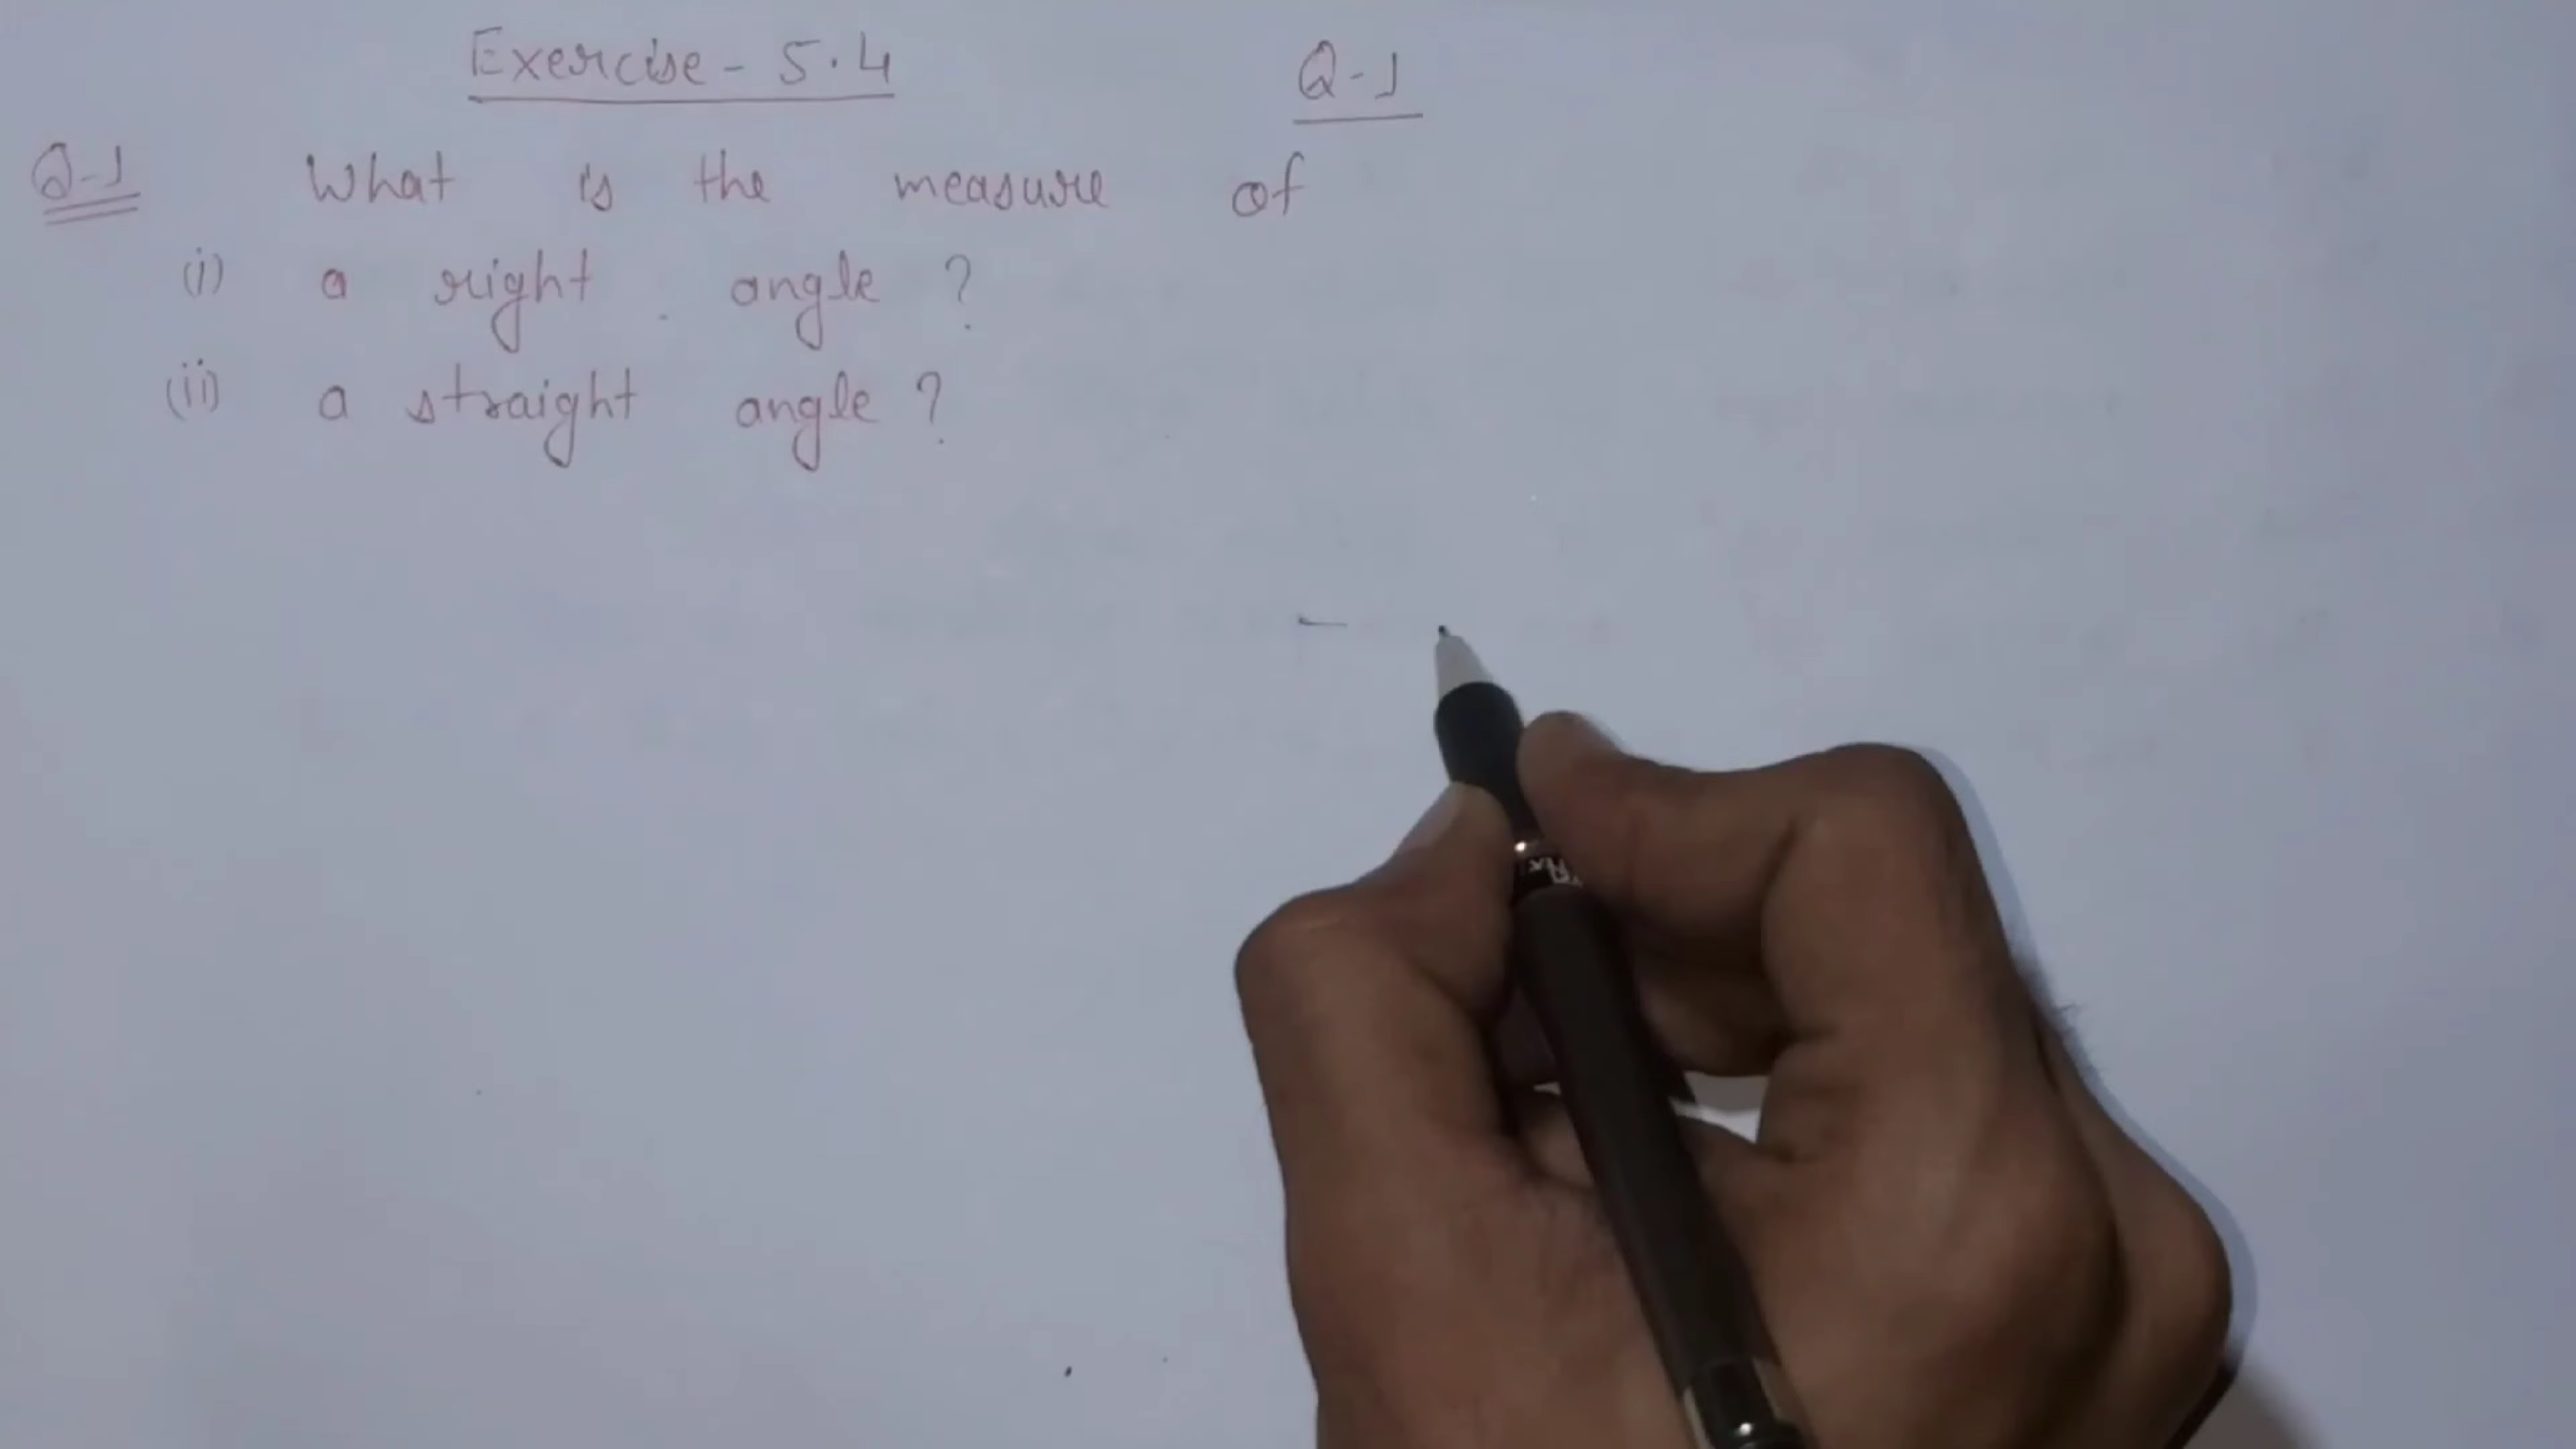 Exercise - 5.4 Q-1
Q-1 What is the measure of
(i) a right angle ?
(ii) a straight angle ?